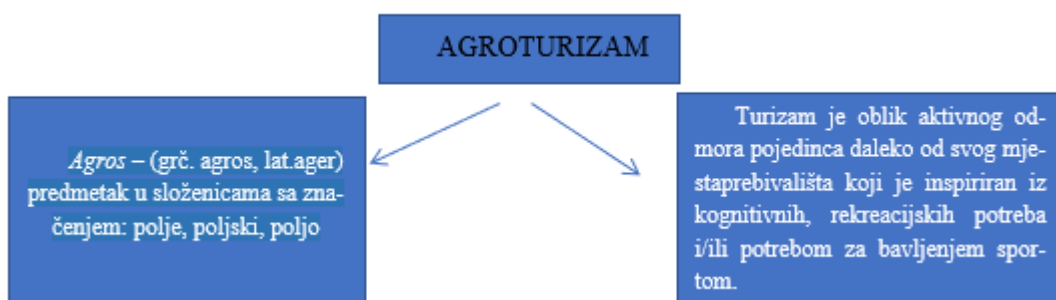 AGROTURIZAM
Agros – (grč. agros, lat.ager)
predmetak u složenicama sa zna-
čenjem: polje, poljski, poljo
Turizam je oblik aktivnog od-
mora pojedinca daleko od svog mje-
staprebivališta koji je inspiriran iz
kognitivnih, rekreacijskih potreba
i/ili potrebom za bavljenjem spor-
tom.